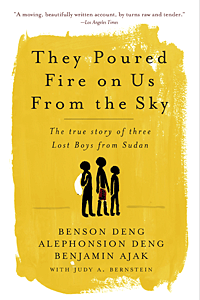 "A moving, beautifully written account, by turns raw and tender."
—Los Angeles Times
They Poured
Fire on Us
From the Sky
The true story of three
Lost Boys from Sudan
BENSON DENG
ALEPHONSION DENG
BENJAMIN AJAK
WITH JUDY A. BERNSTEIN